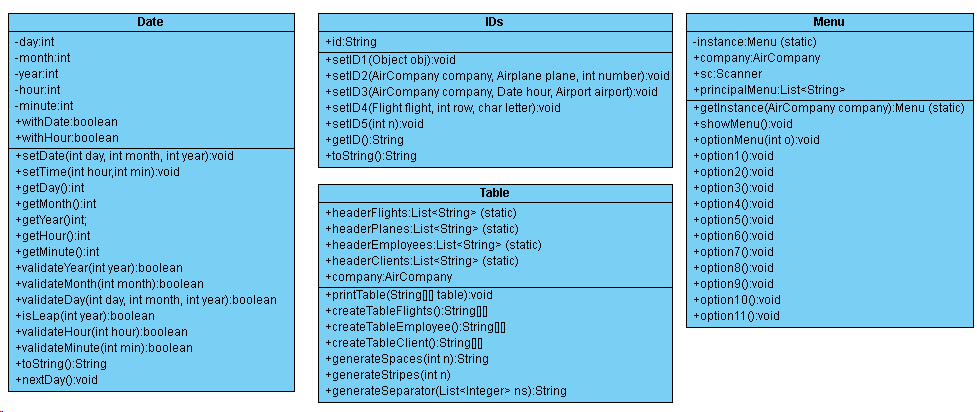 Date
-day:int
-month:int
-year:int
-hour:int
-minute:int
+withDate:boolean
+withHour:boolean
+setDate(int day, int month, int year):void
+setTime(int hour,int min):void
+getDay():int
+getMonth():int
+getYear()int;
+getHour():int
+getMinute():int
+validateYear(int year):boolean
+validateMonth(int month):boolean
+validateDay(int day, int month, int year):boolean
+isLeap(int year):boolean
+validateHour(int hour):boolean
+validateMinute(int min):boolean
+toString():String
+nextDay():void
IDs
+id:String
+setID1(Object obj):void
+setID2(AirCompany company, Airplane plane, int number):void
+setID3(AirCompany company, Date hour, Airport airport):void
+setID4(Flight flight, int row, char letter):void
+setID5(int n):void
+getID():String
+toString():String
Table
+headerFlights:List<String> (static)
+headerPlanes:List<String> (static)
+headerEmployees:List<String> (static)
+headerClients:List<String> (static)
+company:AirCompany
+printTable(String[][] table):void
+createTableFlights():String[][]
+createTableEmployee():String[][]
+createTableClient():String[][]
+generateSpaces(int n):String
+generateStripes(int n)
+generateSeparator(List<Integer> ns):String
Menu
-instance:Menu (static)
+company:AirCompany
+sc:Scanner
+principalMenu:List<String>
+getInstance(AirCompany company):Menu (static)
+showMenu():void
+optionMenu(int o):void
+option1():void
+option2():void
+option3():void
+option4():void
+option5():void
+option6():void
+option7():void
+option8():void
+option9():void
+option10():void
+option11():void